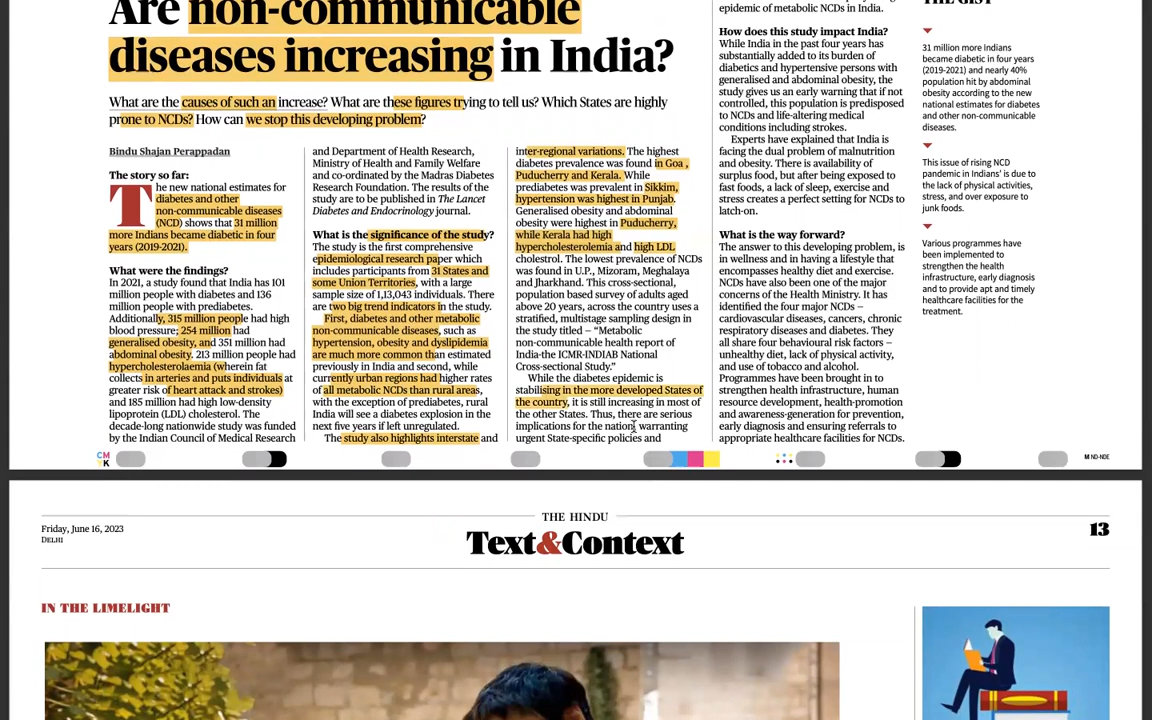 Are non-communicable
diseases increasing in India?
What are the causes of such an increase? What are these figures trying to tell us? Which States are highly
prone to NCDs? How can we stop this developing problem?
Bindu Shajan Perappadan
The story so far:
The new national estimates for
diabetes and other
non-communicable diseases
(NCD) shows that 31 million
more Indians became diabetic in four
years (2019-2021).
What were the findings?
In 2021, a study found that India has 101
million people with diabetes and 136
million people with prediabetes.
Additionally, 315 million people had high
blood pressure; 254 million had
generalised obesity, and 351 million had
abdominal obesity. 213 million people had
hypercholesterolaemia (wherein fat
collects in arteries and puts individuals at
greater risk of heart attack and strokes)
and 185 million had high low-density
lipoprotein (LDL) cholesterol. The
decade-long nationwide study was funded
by the Indian Council of Medical Research
and Department of Health Research,
Ministry of Health and Family Welfare
and co-ordinated by the Madras Diabetes
Research Foundation. The results of the
study are to be published in The Lancet
Diabetes and Endocrinology journal.
What is the significance of the study?
The study is the first comprehensive
epidemiological research paper which
includes participants from 31 States and
some Union Territories, with a large
sample size of 1,13,043 individuals. There
are two big trend indicators in the study.
First, diabetes and other metabolic
non-communicable diseases, such as
hypertension, obesity and dyslipidemia
are much more common than estimated
previously in India and second, while
currently urban regions had higher rates
of all metabolic NCDs than rural areas,
with the exception of prediabetes, rural
India will see a diabetes explosion in the
next five years if left unregulated.
The study also highlights interstate and
inter-regional variations. The highest
diabetes prevalence was found in Goa ,
Puducherry and Kerala. While
prediabetes was prevalent in Sikkim,
hypertension was highest in Punjab.
Generalised obesity and abdominal
obesity were highest in Puducherry,
while Kerala had high
hypercholesterolemia and high LDL
cholesterol. The lowest prevalence of NCDs
was found in U.P., Mizoram, Meghalaya
and Jharkhand. This cross-sectional,
population based survey of adults aged
above 20 years, across the country uses a
stratified, multistage sampling design in
the study titled — “Metabolic
non-communicable health report of
India-the ICMR-INDIAB National
Cross-sectional Study.”
While the diabetes epidemic is
stabilising in the more developed States of
the country, it is still increasing in most of
the other States. Thus, there are serious
implications for the nation, warranting
urgent State-specific policies and
epidemic of metabolic NCDs in India.
How does this study impact India?
While India in the past four years has
substantially added to its burden of
diabetics and hypertensive persons with
generalised and abdominal obesity, the
study gives us an early warning that if not
controlled, this population is predisposed
to NCDs and life-altering medical
conditions including strokes.
Experts have explained that India is
facing the dual problem of malnutrition
and obesity. There is availability of
surplus food, but after being exposed to
fast foods, a lack of sleep, exercise and
stress creates a perfect setting for NCDs to
latch-on.
What is the way forward?
The answer to this developing problem, is
in wellness and in having a lifestyle that
encompasses healthy diet and exercise.
NCDs have also been one of the major
concerns of the Health Ministry. It has
identified the four major NCDs —
cardiovascular diseases, cancers, chronic
respiratory diseases and diabetes. They
all share four behavioural risk factors —
unhealthy diet, lack of physical activity,
and use of tobacco and alcohol.
Programmes have been brought in to
strengthen health infrastructure, human
resource development, health-promotion
and awareness-generation for prevention,
early diagnosis and ensuring referrals to
appropriate healthcare facilities for NCDs.
THE GIST
31 million more Indians
became diabetic in four years
(2019-2021) and nearly 40%
population hit by abdominal
obesity according to the new
national estimates for diabetes
and other non-communicable
diseases.
This issue of rising NCD
pandemic in Indians’ is due to
the lack of physical activities,
stress, and over exposure to
junk foods.
Various programmes have
been implemented to
strengthen the health
infrastructure, early diagnosis
and to provide apt and timely
healthcare facilities for the
treatment.
CM
YK
M ND-NDE
Friday, June 16, 2023
DELHI
THE HINDU
Text&Context
13
IN THE LIMELIGHT